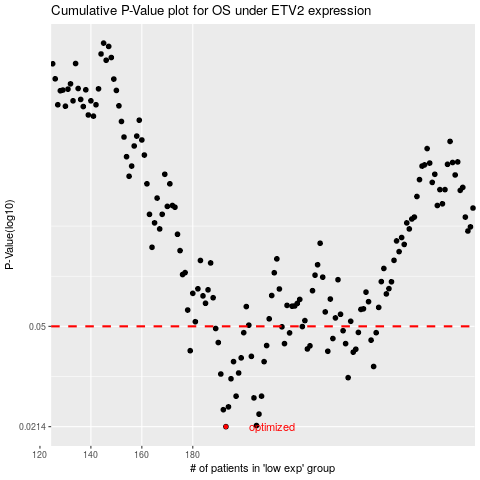 Cumulative P-Value plot for OS under ETV2 expression
P-Value(log10)
0.05
0.0214
optimized
120 140 160 180
# of patients in 'low exp' group